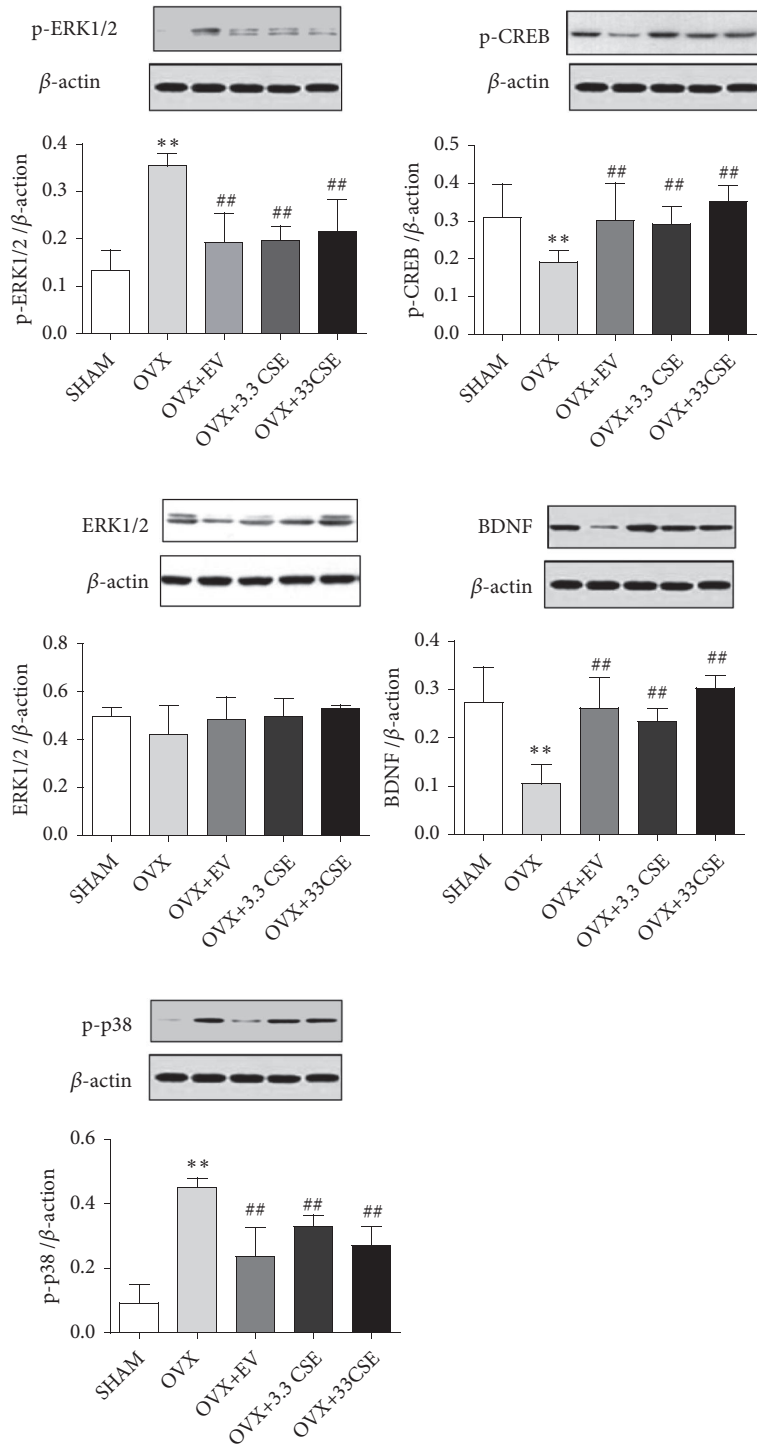 p-ERK1/2
β-actin
p-ERK1/2 /β-action
0.4
0.3
0.2
0.1
0.0
**
##
##
##
SHAM
OVX
OVX+EV
OVX+3.3 CSE
OVX+33CSE
p-CREB
β-actin
p-CREB /β-action
0.5
0.4
0.3
0.2
0.1
0.0
**
##
##
##
SHAM
OVX
OVX+EV
OVX+3.3 CSE
OVX+33CSE
ERK1/2
β-actin
ERK1/2 /β-action
0.8
0.6
0.4
0.2
0.0
SHAM
OVX
OVX+EV
OVX+3.3 CSE
OVX+33CSE
BDNF
β-actin
BDNF /β-action
0.4
0.3
0.2
0.1
0.0
**
##
##
##
SHAM
OVX
OVX+EV
OVX+3.3 CSE
OVX+33CSE
p-p38
β-actin
p-p38 /β-action
0.6
0.4
0.2
0.0
**
##
##
##
SHAM
OVX
OVX+EV
OVX+3.3 CSE
OVX+33CSE